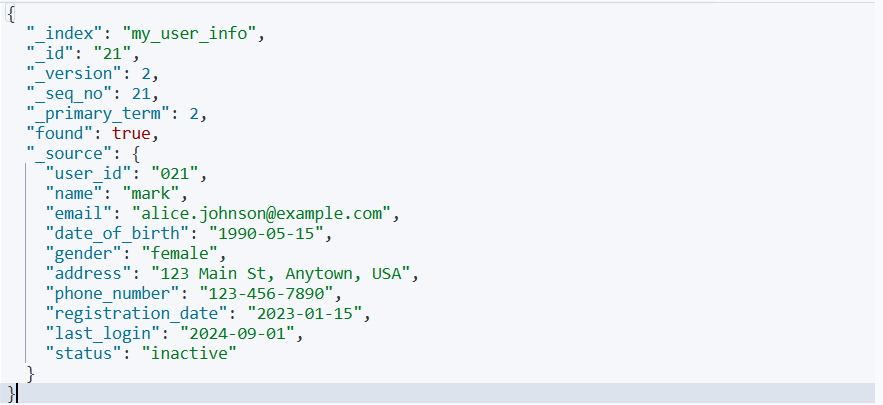 {
  "_index": "my_user_info",
  "_id": "21",
  "_version": 2,
  "_seq_no": 21,
  "_primary_term": 2,
  "found": true,
  "_source": {
    "user_id": "021",
    "name": "mark",
    "email": "alice.johnson@example.com",
    "date_of_birth": "1990-05-15",
    "gender": "female",
    "address": "123 Main St, Anytown, USA",
    "phone_number": "123-456-7890",
    "registration_date": "2023-01-15",
    "last_login": "2024-09-01",
    "status": "inactive"
  }
}